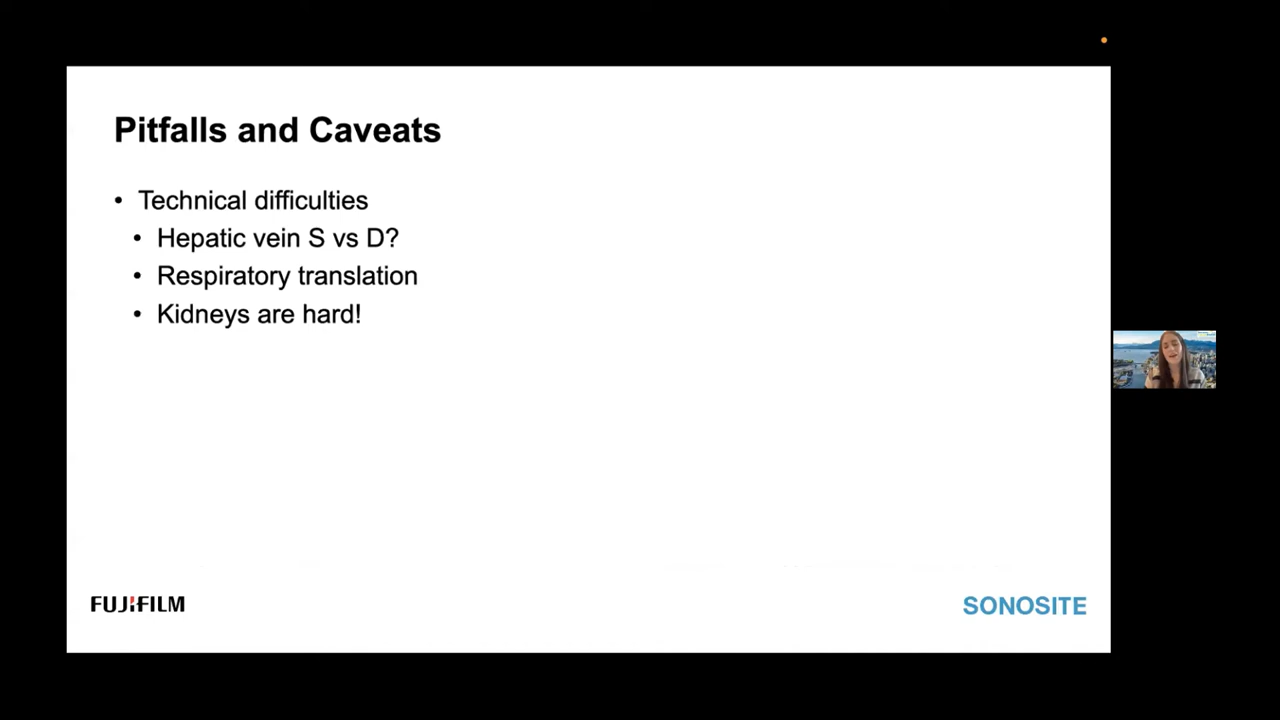 Pitfalls and Caveats
• Technical difficulties
• Hepatic vein S vs D?
• Respiratory translation
• Kidneys are hard!
FUJIFILM
SONOSITE